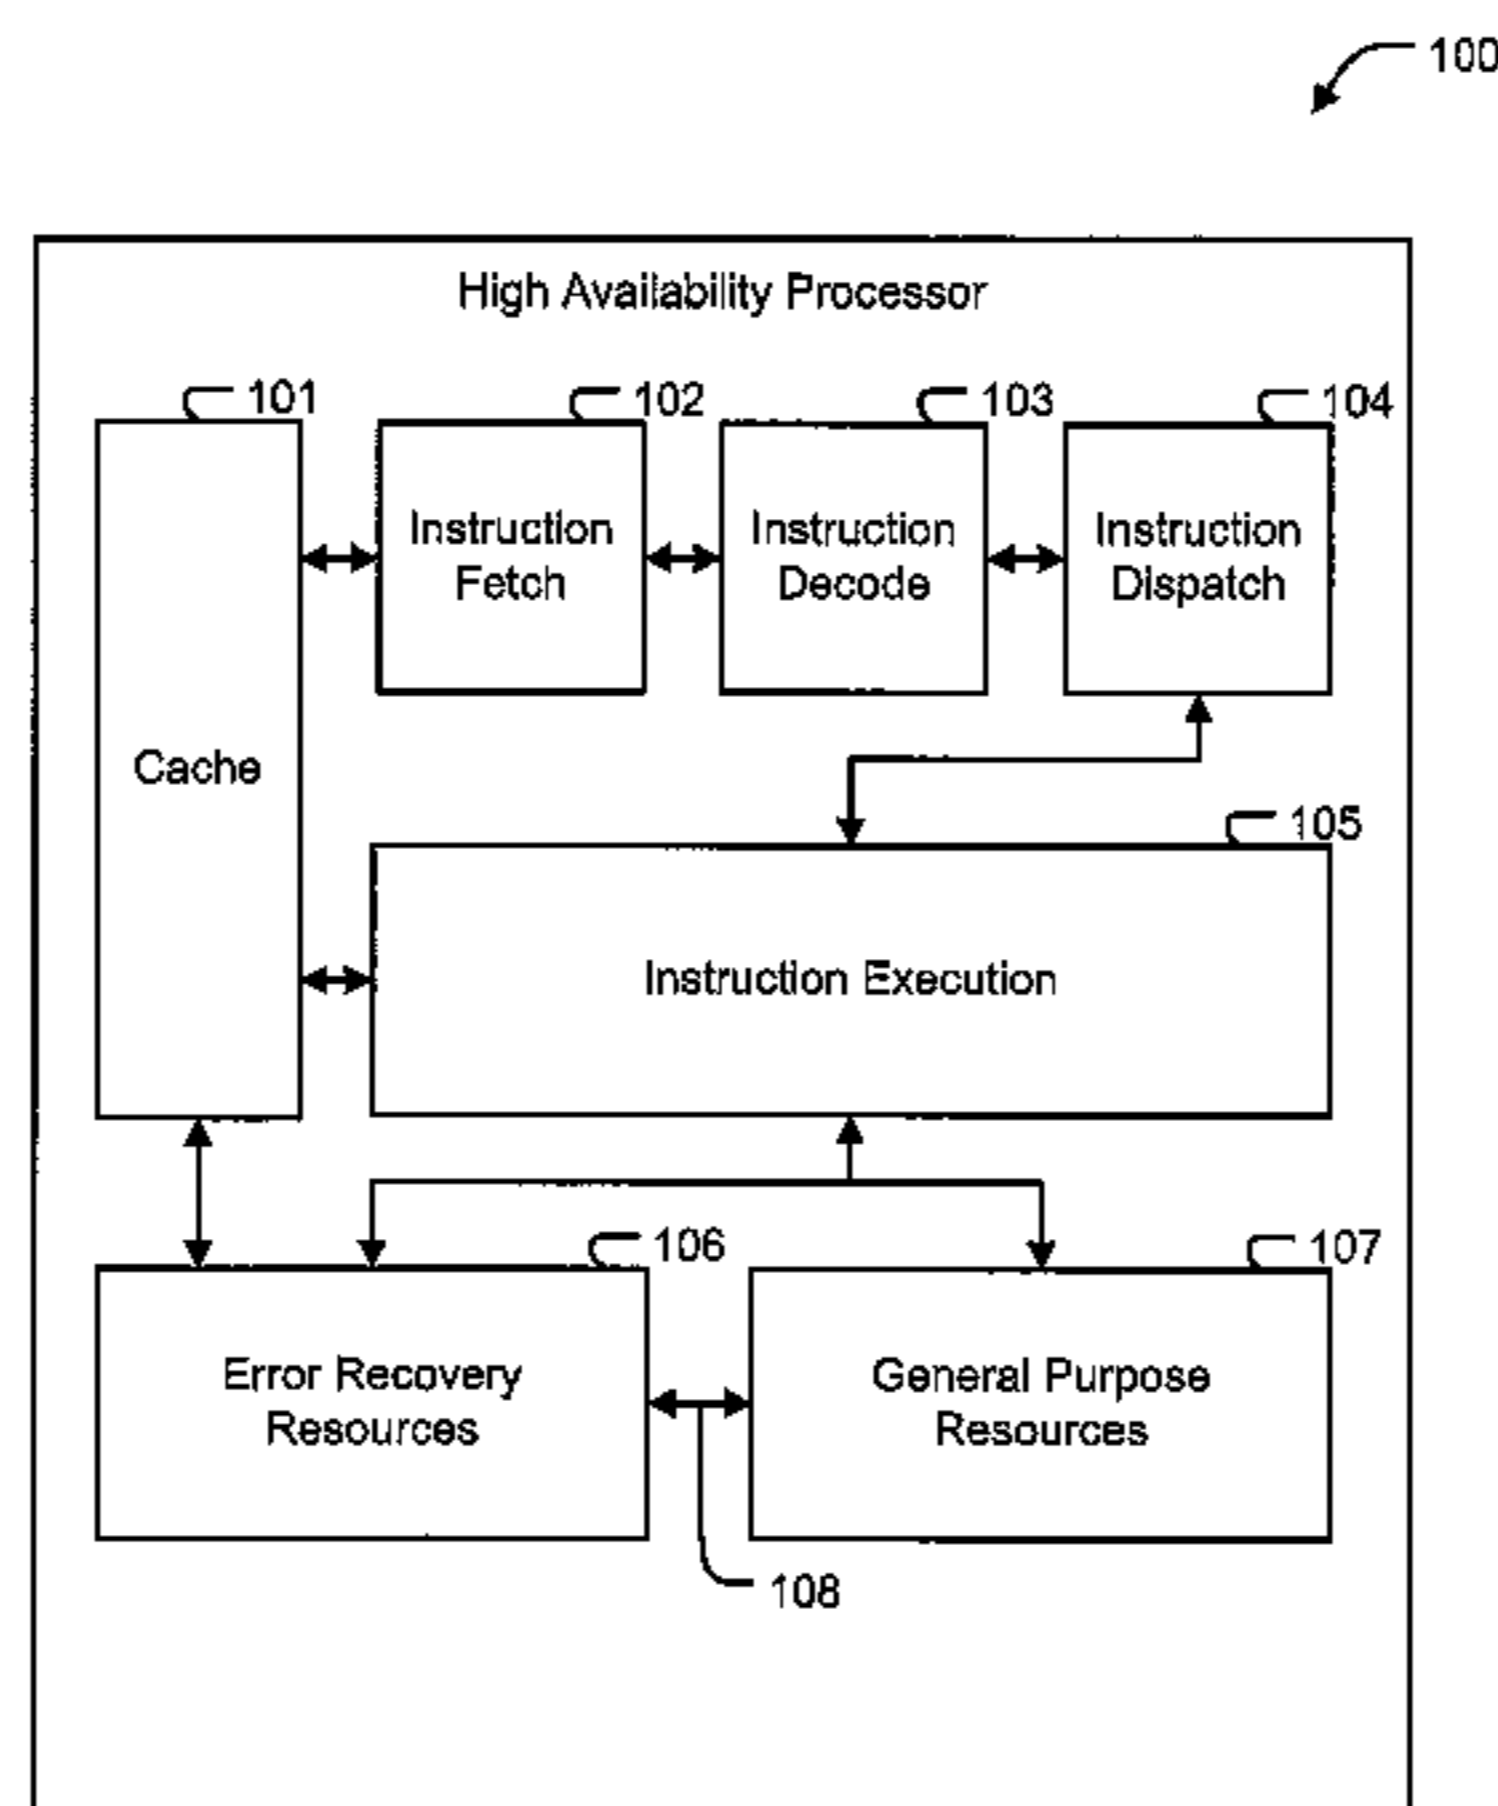 100
High Availability Processor
101
102
103
104
Instruction
Fetch
Instruction
Decode
Instruction
Dispatch
Cache
105
Instruction Execution
106
107
Error Recovery
Resources
General Purpose
Resources
108